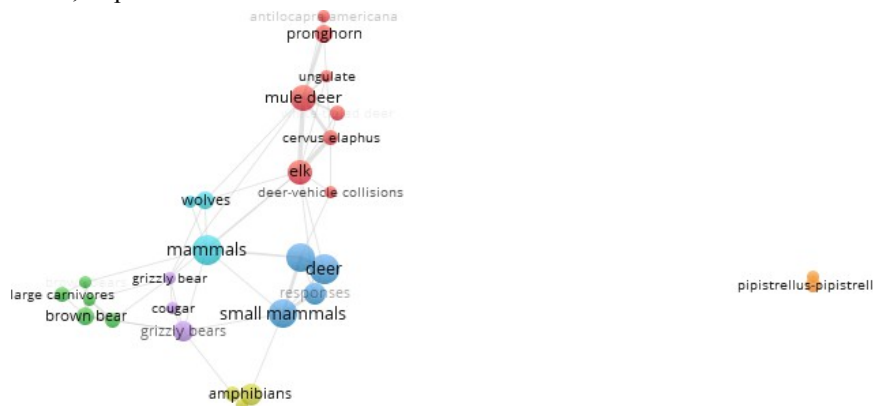 antilocapra americana
pronghorn
ungulate
mule deer
cervus elaphus
elk
deer-vehicle collisions
wolves
mammals
deer
grizzly bear
pipistrellus-pipistrell
large carnivores
responses
cougar
small mammals
brown bear
grizzly bears
amphibians